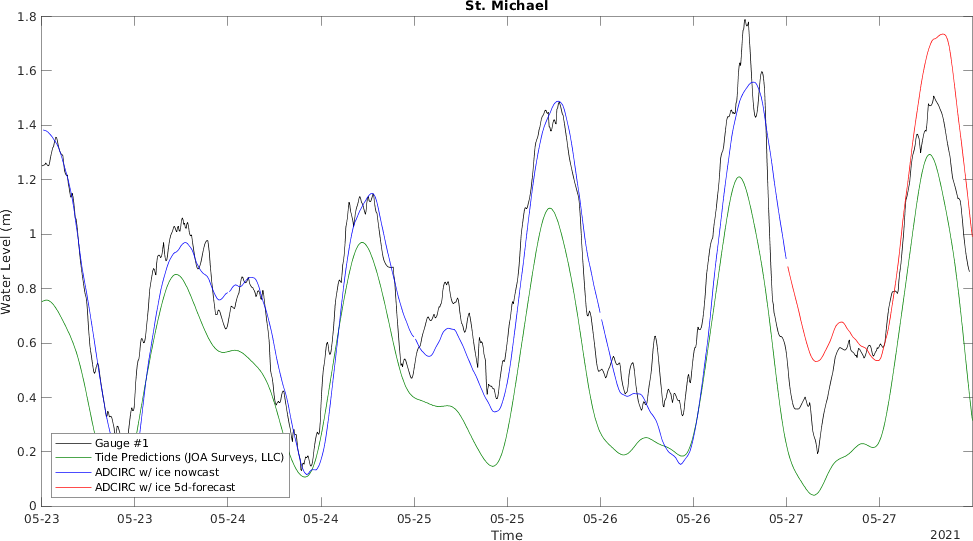 St. Michael
1.8
1.6
1.4
1.2
1
0.8
0.6
0.4
0.2
0
Water Level (m)
Gauge #1
Tide Predictions (JOA Surveys, LLC)
ADCIRC w/ ice nowcast
ADCIRC w/ ice 5d-forecast
05-23 05-23 05-24 05-24 05-25 05-25 05-26 05-26 05-27 05-27
Time
2021